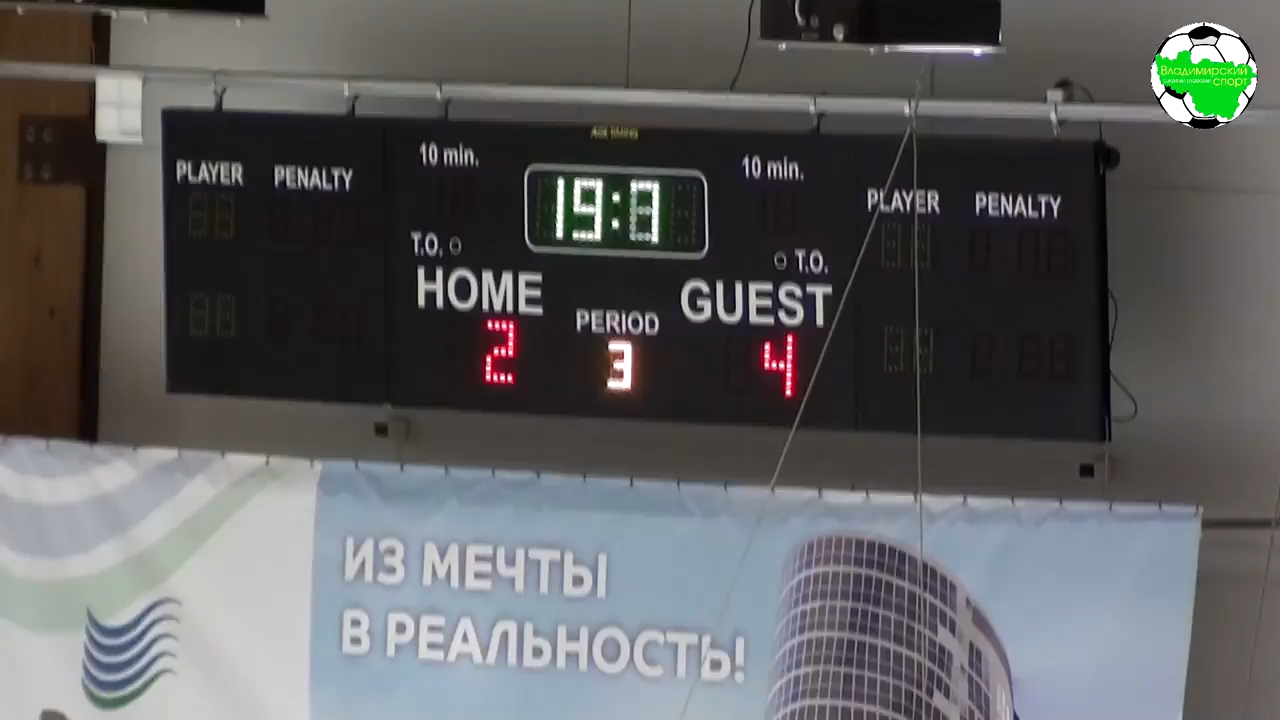 Владимирский
спорт
10 min.
10 min.
PLAYER
PENALTY
19:7
PLAYER
PENALTY
T.O.
T.O.
HOME
GUEST
PERIOD
2
3
4
ИЗ МЕЧТЫ
В РЕАЛЬНОСТЬ!